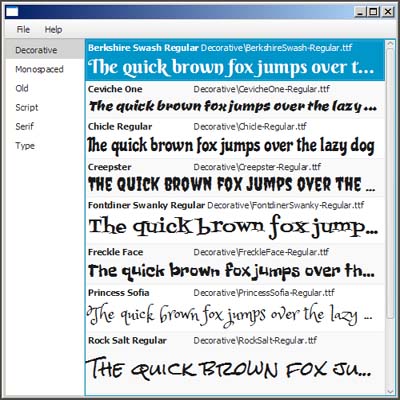 File Help
Decorative
Monospaced
Old
Script
Serif
Type
Berkshire Swash Regular Decorative\BerkshireSwash-Regular.ttf
The quick brown fox jumps over t...
Ceviche One Decorative\CevicheOne-Regular.ttf
The quick brown fox jumps over the lazy ...
Chicle Regular Decorative\Chicle-Regular.ttf
The quick brown fox jumps over the lazy dog
Creepster Decorative\Creepster-Regular.ttf
THE QUICK BROWN FOX JUMPS OVER THE ...
Fontdiner Swanky Regular Decorative\FontdinerSwanky-Regular.ttf
The quick brown fox jump...
Freckle Face Decorative\FreckleFace-Regular.ttf
The quick brown fox jumps over th...
Princess Sofia Decorative\PrincessSofia-Regular.ttf
The quick brown fox jumps over the lazy ...
Rock Salt Regular Decorative\RockSalt-Regular.ttf
The quick brown fox ju...